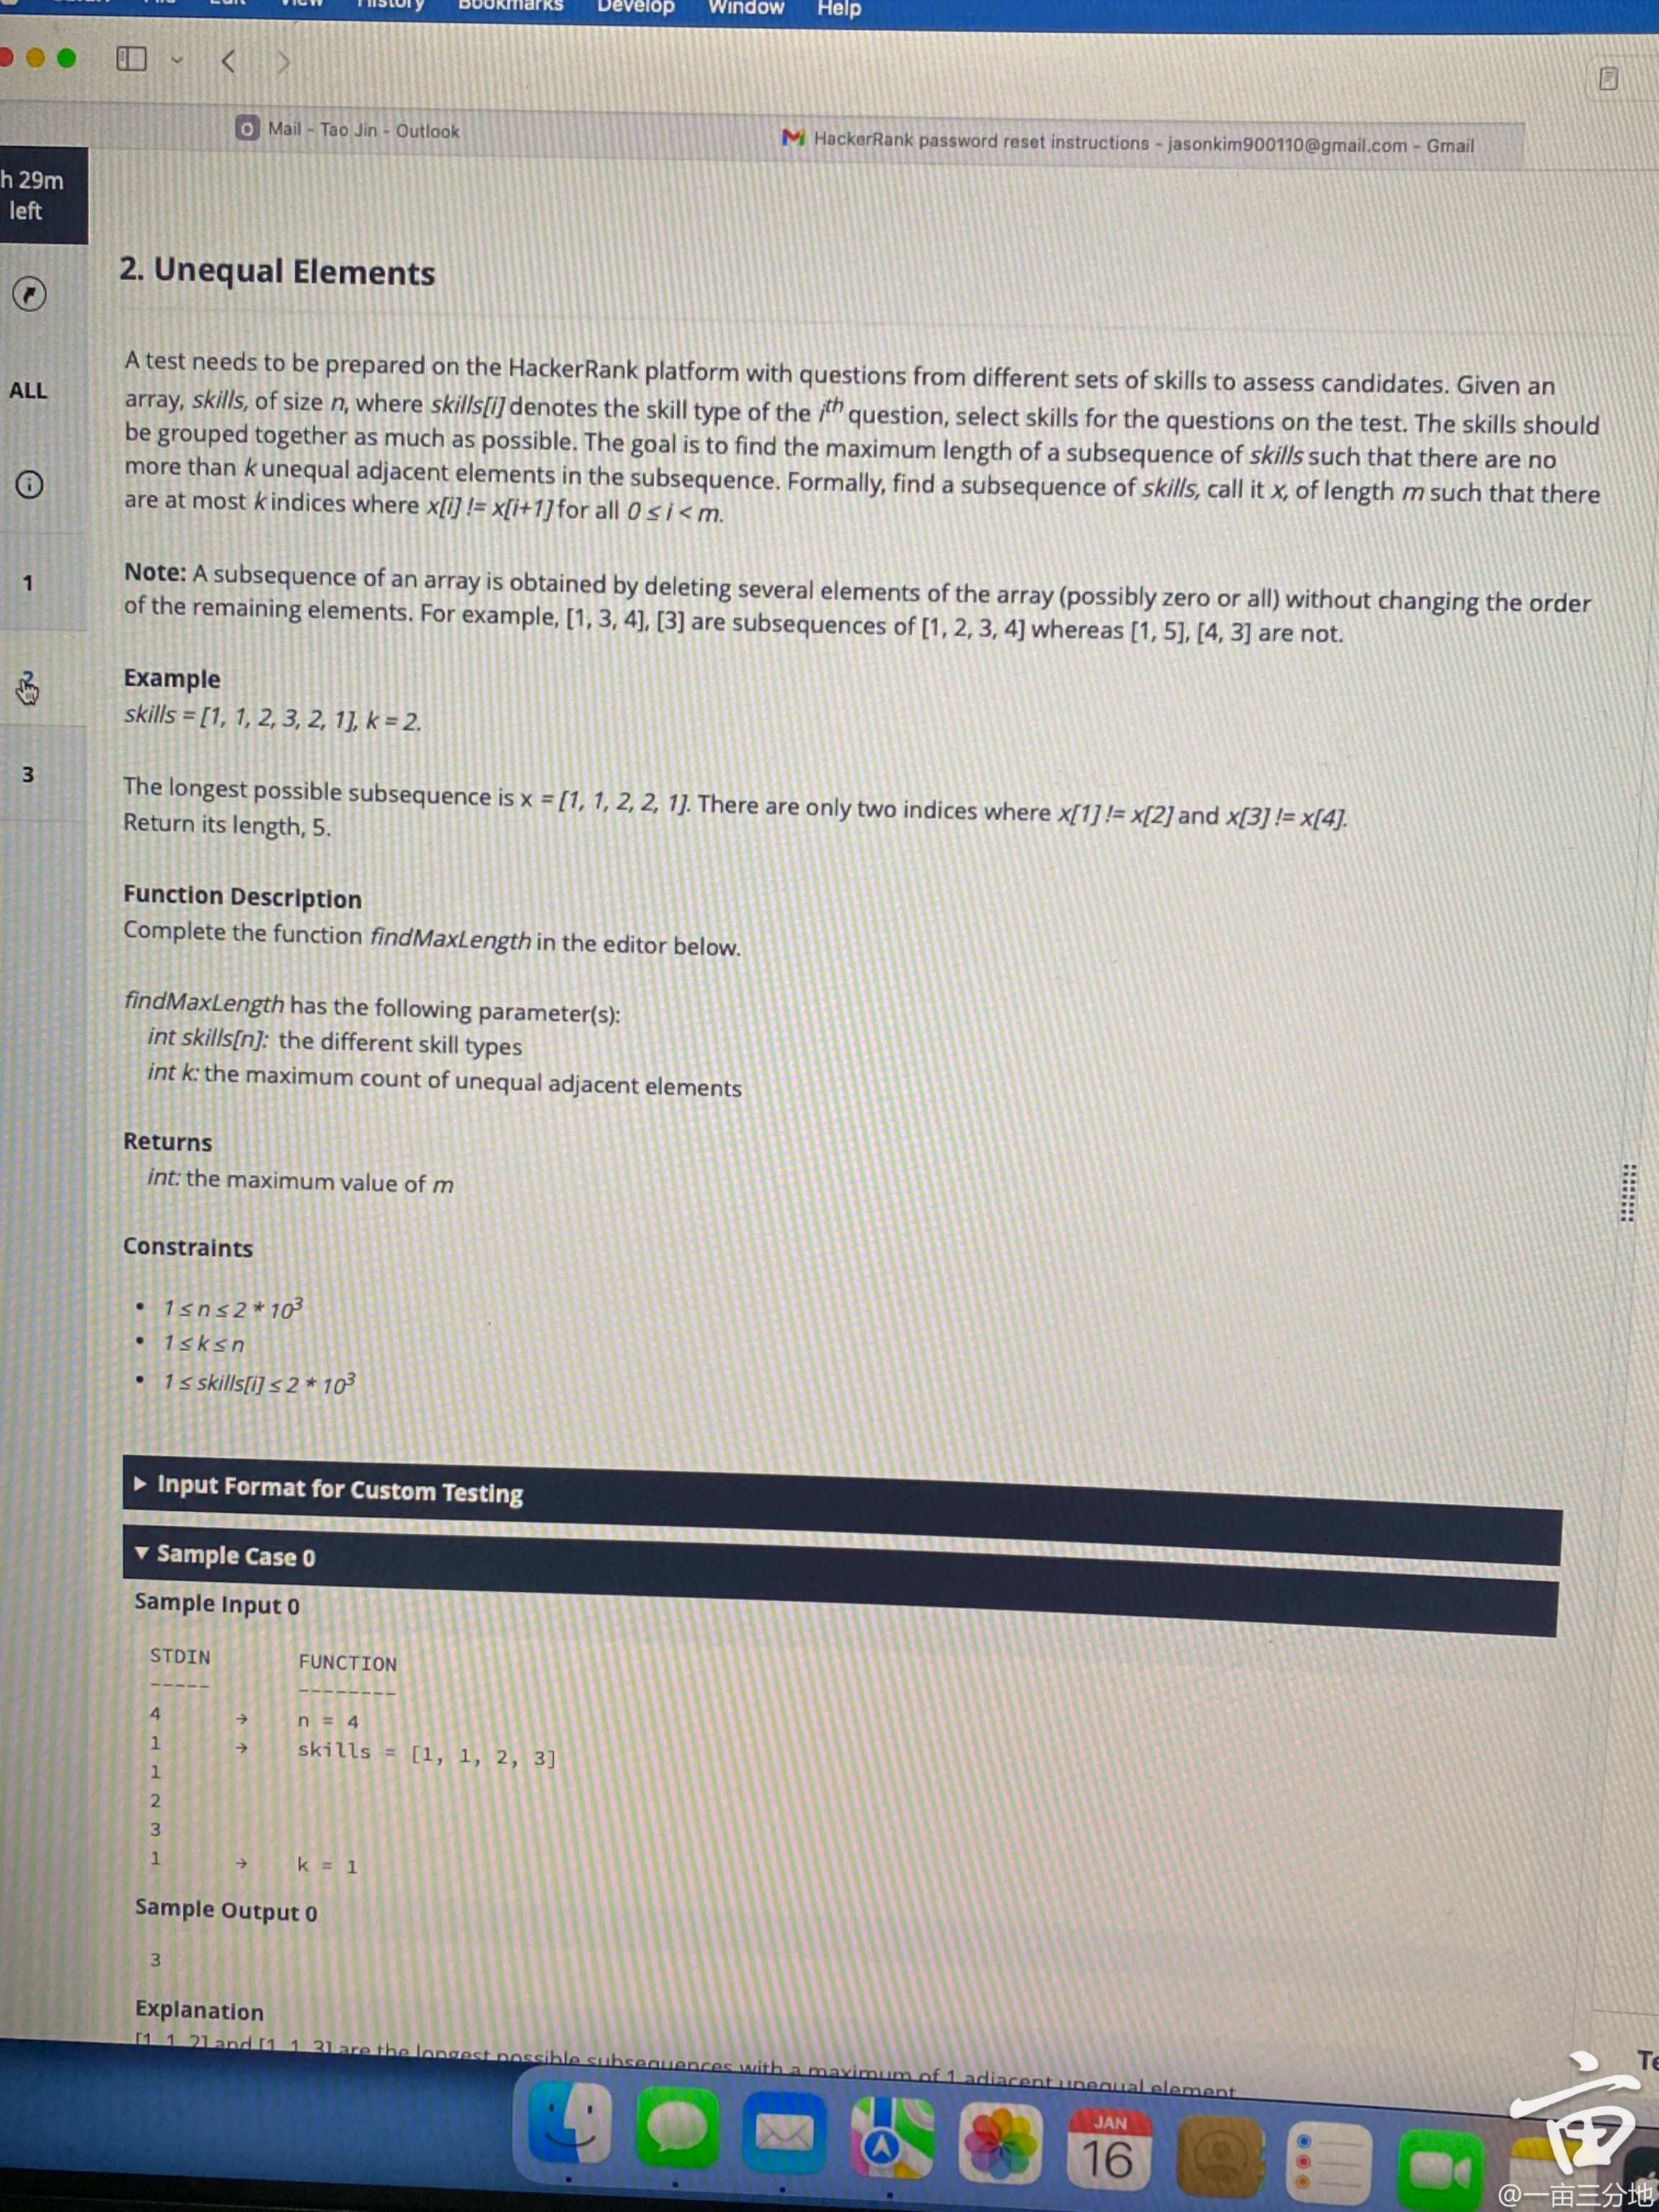 History Bookmarks Develop Window Help
Mail - Tao Jin - Outlook
HackerRank password reset instructions - jasonkim900110@gmail.com - Gmail
h 29m
left
ALL
1
2
3
2. Unequal Elements
A test needs to be prepared on the HackerRank platform with questions from different sets of skills to assess candidates. Given an
array, skills, of size n, where skills[i] denotes the skill type of the ith question, select skills for the questions on the test. The skills should
be grouped together as much as possible. The goal is to find the maximum length of a subsequence of skills such that there are no
more than k unequal adjacent elements in the subsequence. Formally, find a subsequence of skills, call it x, of length m such that there
are at most k indices where x[i] != x[i+1] for all 0 ≤ i < m.
Note: A subsequence of an array is obtained by deleting several elements of the array (possibly zero or all) without changing the order
of the remaining elements. For example, [1, 3, 4], [3] are subsequences of [1, 2, 3, 4] whereas [1, 5], [4, 3] are not.
Example
skills = [1, 1, 2, 3, 2, 1], k = 2.
The longest possible subsequence is x = [1, 1, 2, 2, 1]. There are only two indices where x[1] != x[2] and x[3] != x[4].
Return its length, 5.
Function Description
Complete the function findMaxLength in the editor below.
findMaxLength has the following parameter(s):
int skills[n]: the different skill types
int k: the maximum count of unequal adjacent elements
Returns
int: the maximum value of m
Constraints
• 1 ≤ n ≤ 2 * 10³
• 1 ≤ k ≤ n
• 1 ≤ skills[i] ≤ 2 * 10³
Input Format for Custom Testing
Sample Case 0
Sample Input 0
STDIN FUNCTION
----- --------
4 → n = 4
1 → skills = [1, 1, 2, 3]
1
2
3
1 → k = 1
Sample Output 0
3
Explanation
[1, 1, 2] and [1, 1, 3] are the longest possible subsequences with a maximum of 1 adjacent unequal element
JAN
16
亩
@一亩三分地